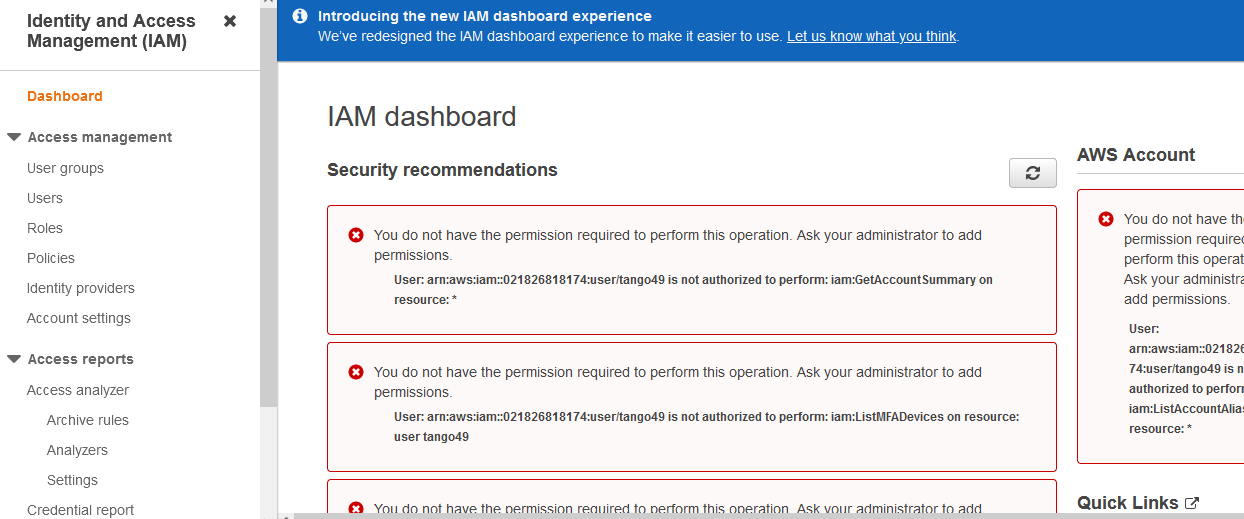 Identity and Access
Management (IAM)
Dashboard
Access management
User groups
Users
Roles
Policies
Identity providers
Account settings
Access reports
Access analyzer
Archive rules
Analyzers
Settings
Credential report
Introducing the new IAM dashboard experience
We've redesigned the IAM dashboard experience to make it easier to use. Let us know what you think.
IAM dashboard
Security recommendations
You do not have the permission required to perform this operation. Ask your administrator to add
permissions.
User: arn:aws:iam::021826818174:user/tango49 is not authorized to perform: iam:GetAccountSummary on
resource: *
You do not have the permission required to perform this operation. Ask your administrator to add
permissions.
User: arn:aws:iam::021826818174:user/tango49 is not authorized to perform: iam:ListMFADevices on resource:
user tango49
You do not have the permission required to perform this operation. Ask your administrator to add
AWS Account
You do not have th
permission require
perform this operat
Ask your administra
add permissions.
User:
arn:aws:iam::02182
74:user/tango49 is n
authorized to perfor
iam:ListAccountAlia
resource: *
Quick Links